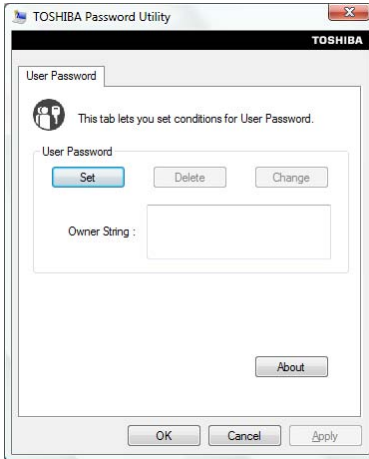 TOSHIBA Password Utility
TOSHIBA
User Password
This tab lets you set conditions for User Password.
User Password
Set Delete Change
Owner String :
About
OK Cancel Apply